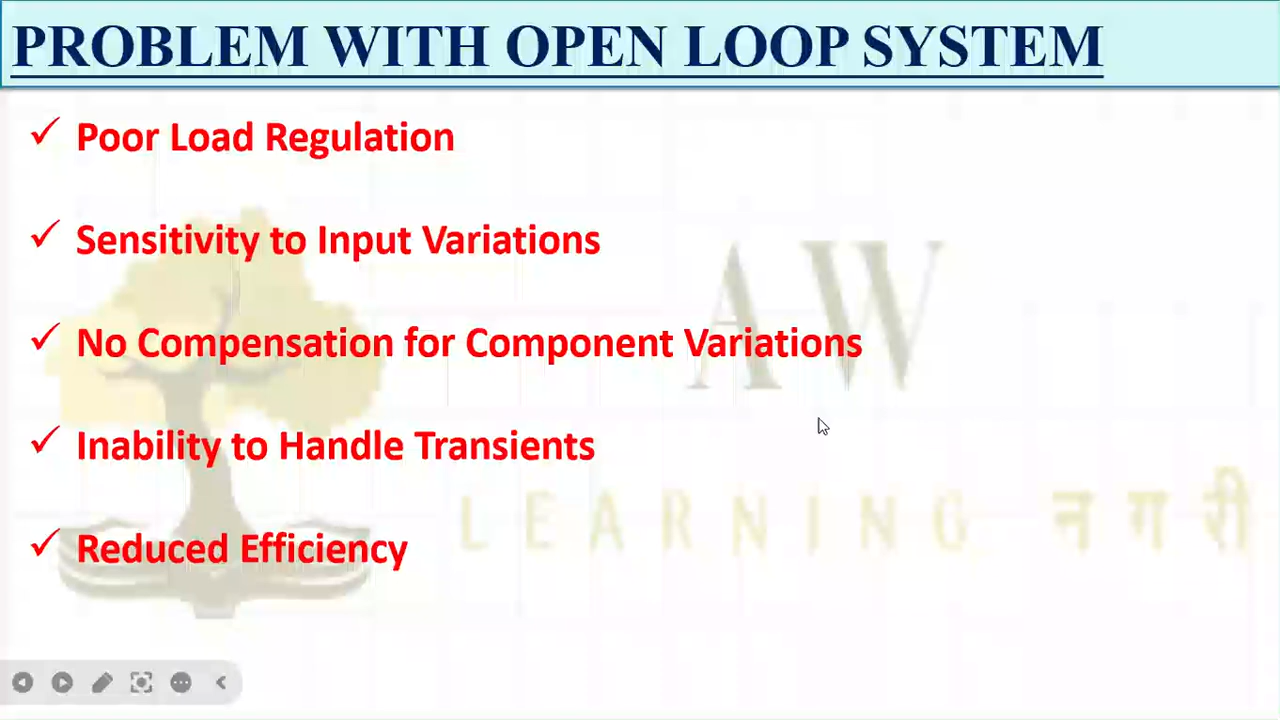 PROBLEM WITH OPEN LOOP SYSTEM
✓ Poor Load Regulation
✓ Sensitivity to Input Variations
✓ No Compensation for Component Variations
AW
✓ Inability to Handle Transients
LEARNING नगरी
✓ Reduced Efficiency